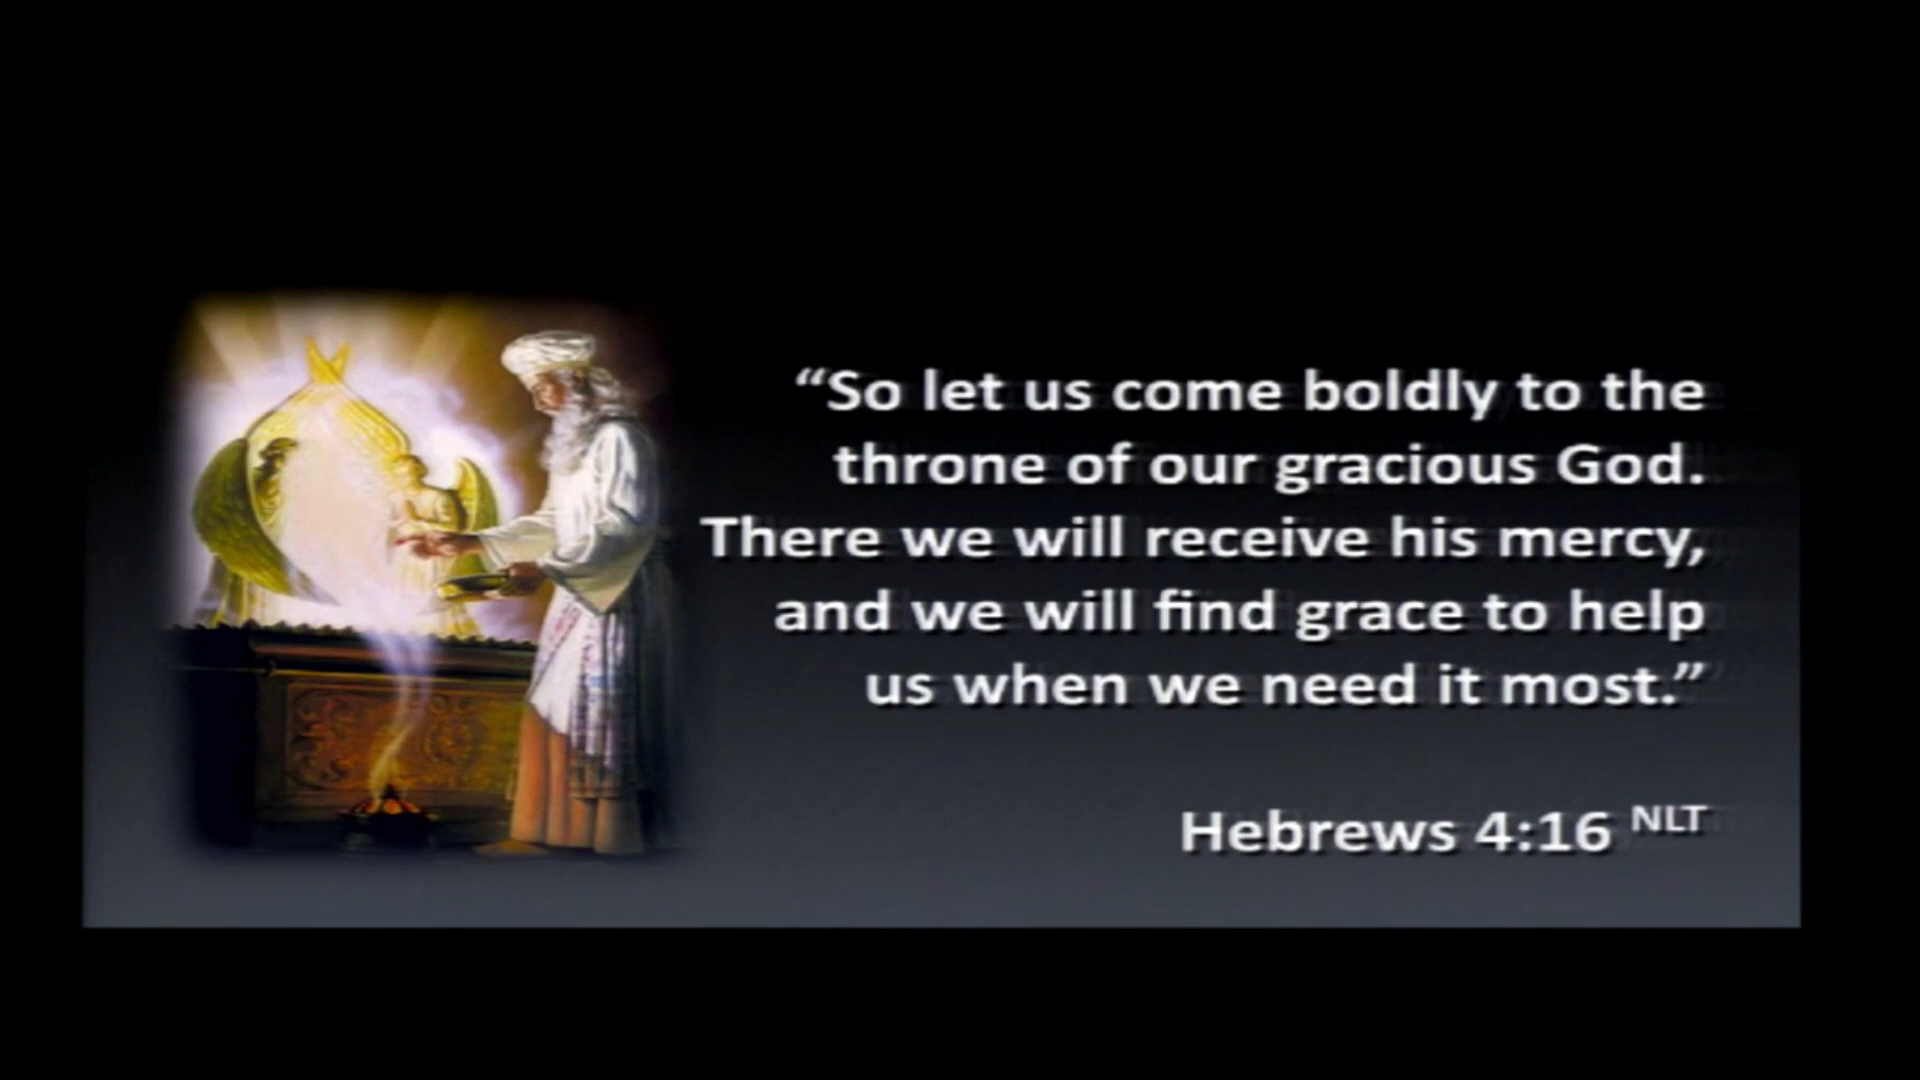 “So let us come boldly to the
throne of our gracious God.
There we will receive his mercy,
and we will find grace to help
us when we need it most.”
Hebrews 4:16 NLT